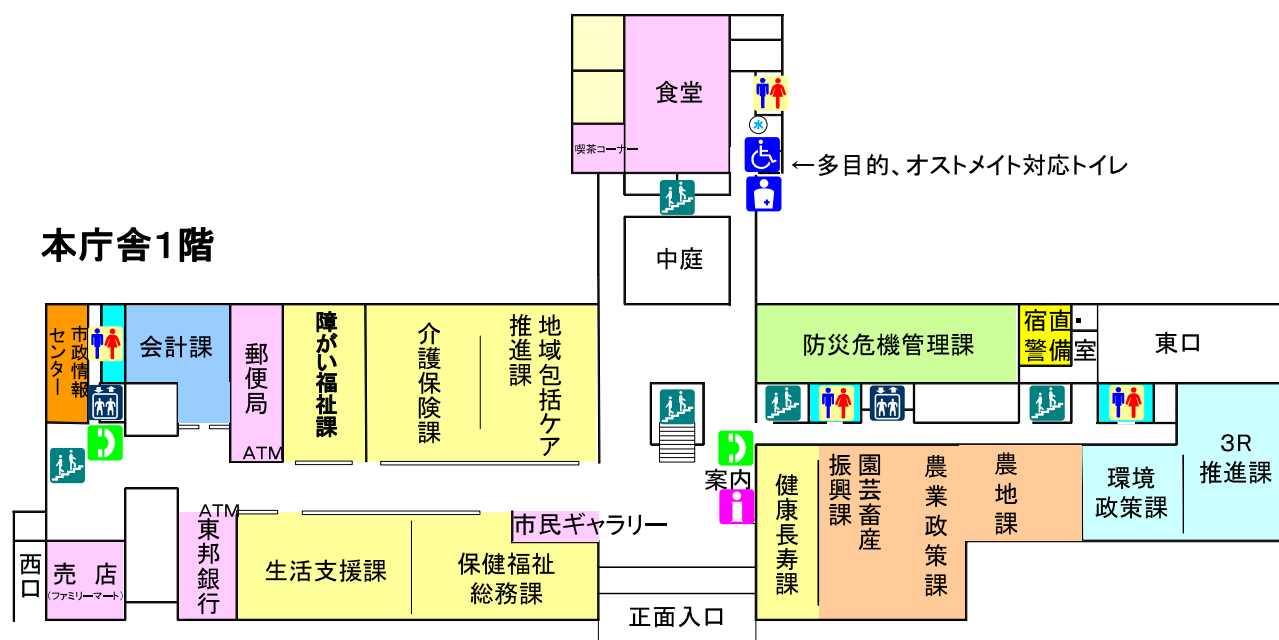 食堂
喫茶コーナー
水
←多目的、オストメイト対応トイレ
本庁舎1階
中庭
市政情報
センター
会計課
郵便局
ATM
障がい福祉課
介護保険課
地域包括ケア
推進課
防災危機管理課
宿直・
警備室
東口
案内
健康長寿課
園芸畜産
振興課
農業政策課
農地課
環境
政策課
3R
推進課
ATM
東邦銀行
市民ギャラリー
生活支援課
保健福祉
総務課
西口
売店
(ファミリーマート)
正面入口